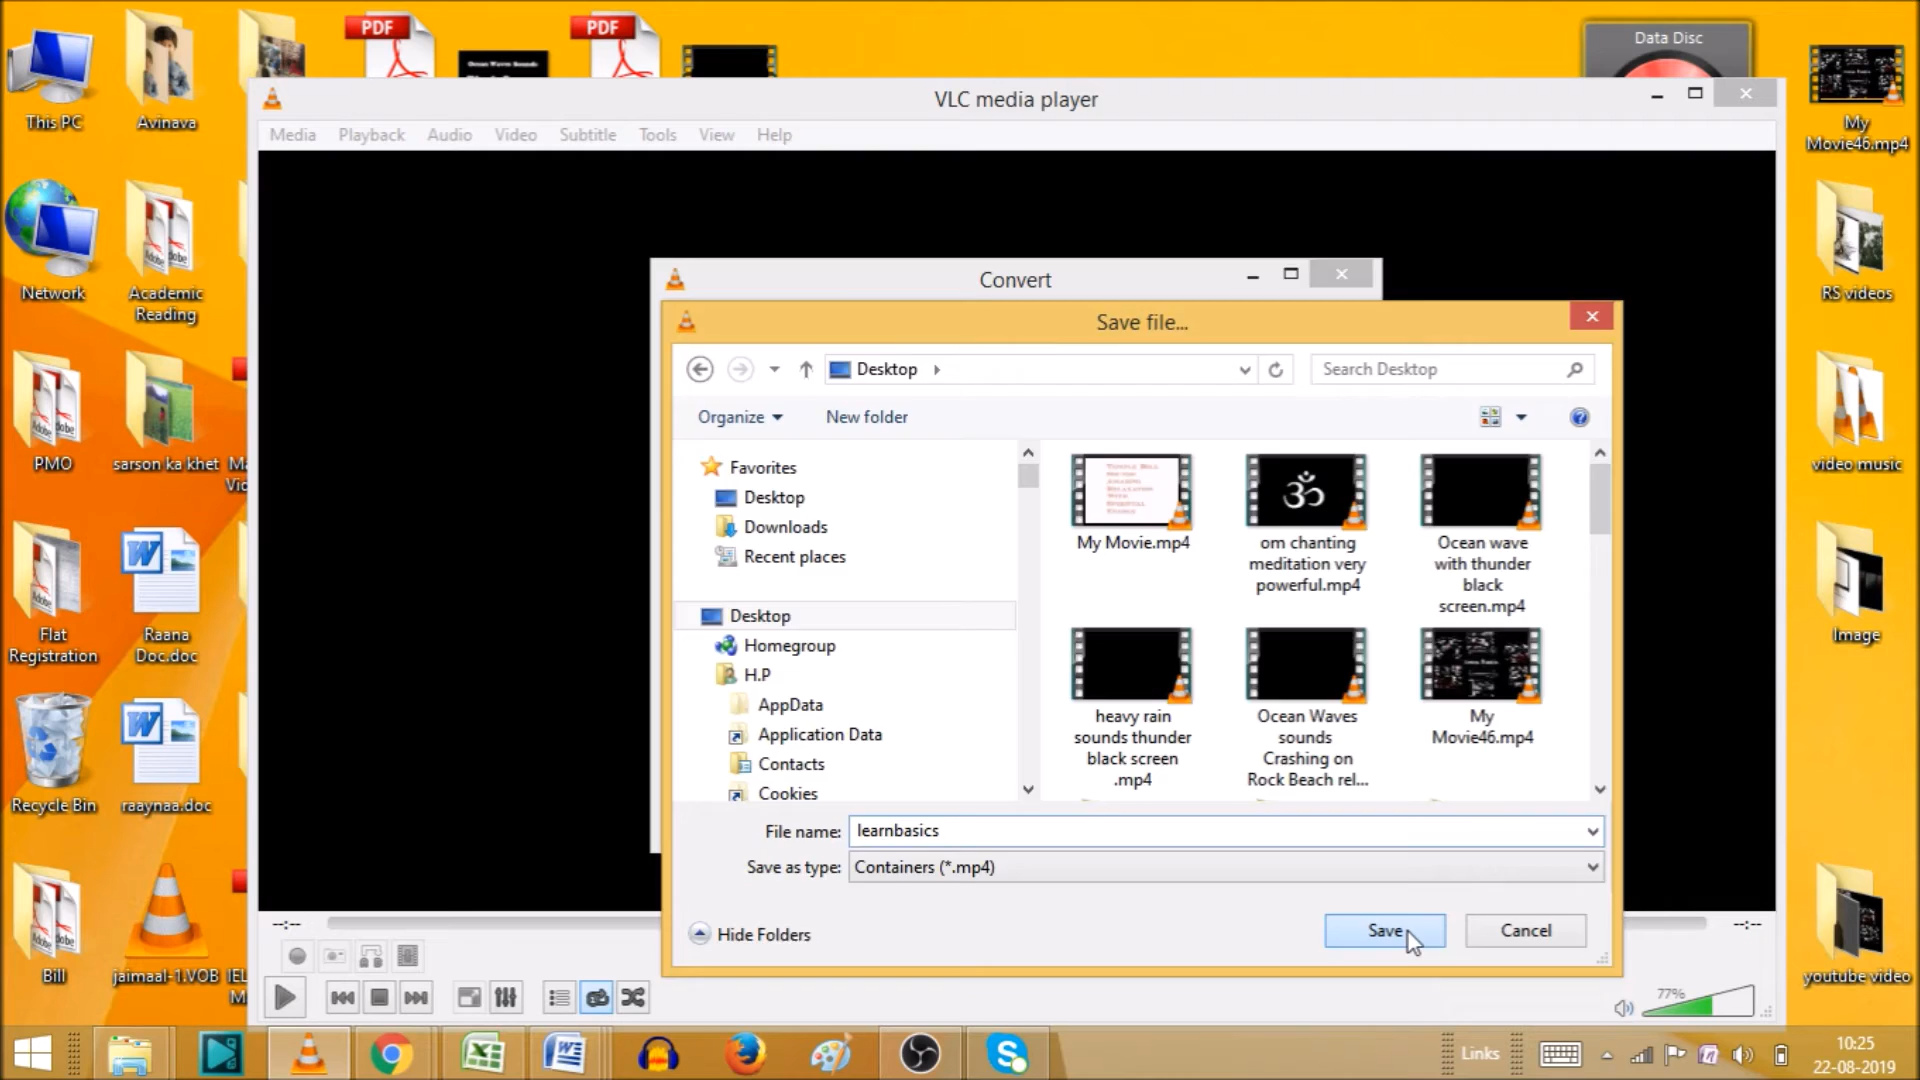 This PC
Avinava
PDF
PDF
Data Disc
My
Movie46.mp4
VLC media player
Media Playback Audio Video Subtitle Tools View Help
Network
Academic
Reading
RS videos
PMO
sarson ka khet
video music
Flat
Registration
Raana
Doc.doc
Image
Recycle Bin
raaynaa.doc
Bill
jaimaal-1.VOB
youtube video
Convert
Save file...
Desktop
Search Desktop
Organize
New folder
Favorites
Desktop
Downloads
Recent places
Desktop
Homegroup
H.P
AppData
Application Data
Contacts
Cookies
My Movie.mp4
om chanting
meditation very
powerful.mp4
Ocean wave
with thunder
black
screen.mp4
heavy rain
sounds thunder
black screen
.mp4
Ocean Waves
sounds
Crashing on
Rock Beach rel...
My
Movie46.mp4
File name: learnbasics
Save as type: Containers (*.mp4)
Hide Folders
Save
Cancel
--:--
--:--
77%
Links
10:25
22-08-2019